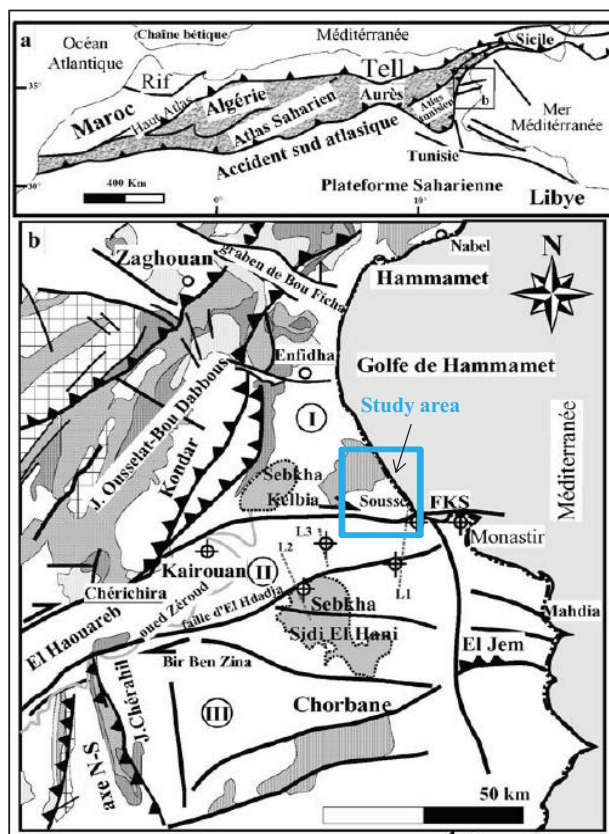 a
Océan
Atlantique
Chaîne bétique
Méditérranée
Sicile
35°
Rif
Tell
Maroc
Haut Atlas
Algérie
Atlas Saharien
Aurès
Atlas
tunisien
b
Mer
Méditérranée
Accident sud atlasique
Tunisie
30°
400 Km
0°
10°
Plateforme Saharienne
Libye
b
Nabel
Zaghouan
graben de Bou Ficha
Hammamet
N
Enfidha
Golfe de Hammamet
J. Ousselat-Bou Dabbous
Kondar
I
Study area
Méditérranée
Sebkha
Kelbia
Sousse
FKS
Monastir
L3
L2
Kairouan
II
L1
Chérichira
oued Zéroud
faille d'El Hdadja
Sebkha
Mahdia
El Haouareb
Sidi El Hani
El Jem
Bir Ben Zina
J.Chérahil
III
Chorbane
axe N-S
50 km